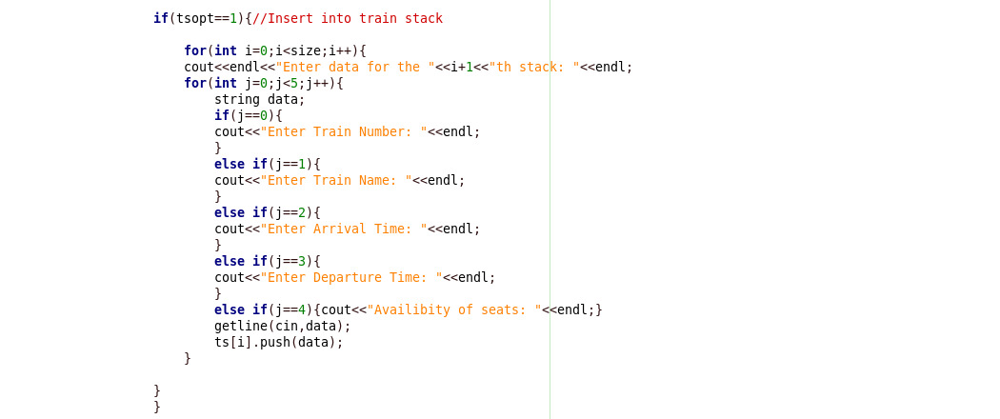 if(tsopt==1){//Insert into train stack
for(int i=0;i<size;i++){
cout<<endl<<"Enter data for the "<<i+1<<"th stack: "<<endl;
for(int j=0;j<5;j++){
string data;
if(j==0){
cout<<"Enter Train Number: "<<endl;
}
else if(j==1){
cout<<"Enter Train Name: "<<endl;
}
else if(j==2){
cout<<"Enter Arrival Time: "<<endl;
}
else if(j==3){
cout<<"Enter Departure Time: "<<endl;
}
else if(j==4){cout<<"Availibity of seats: "<<endl;}
getline(cin,data);
ts[i].push(data);
}
}
}